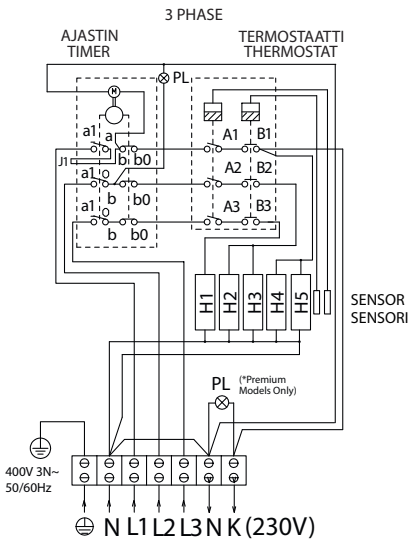 3 PHASE
AJASTIN
TIMER
TERMOSTAATTI
THERMOSTAT
PL
M
a1
a
A1
B1
J1
b
b0
a1
0
A2
B2
b
b0
a1
0
A3
B3
b
b0
H1
H2
H3
H4
H5
SENSOR
SENSORI
PL
(*Premium
Models Only)
400V 3N~
50/60Hz
N L1 L2 L3 N K (230V)